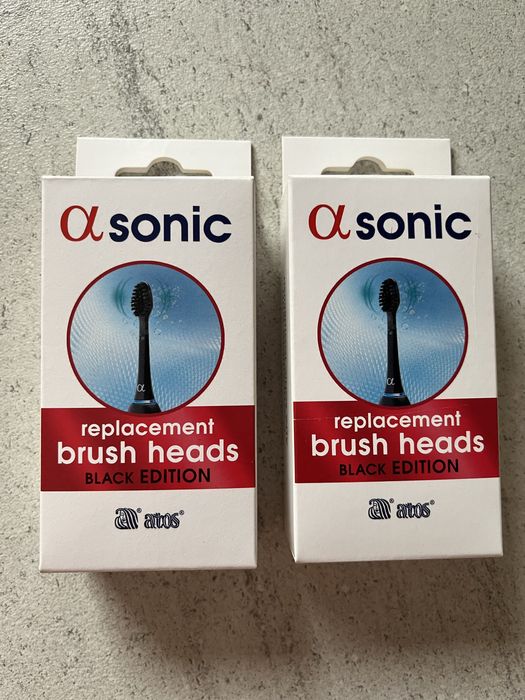 α sonic
α
replacement
brush heads
BLACK EDITION
atos®
α sonic
α
replacement
brush heads
BLACK EDITION
atos®